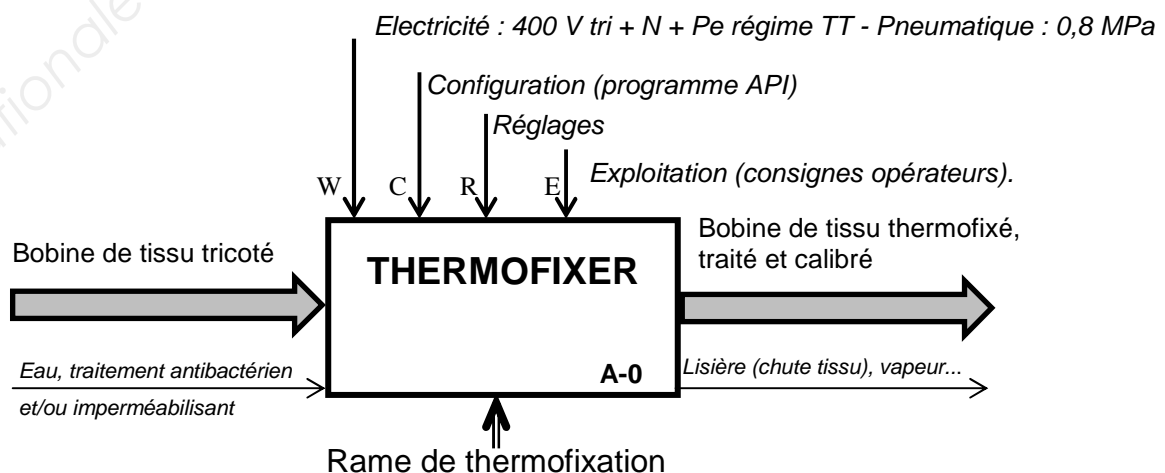 Electricité : 400 V tri + N + Pe régime TT - Pneumatique : 0,8 MPa
Configuration (programme API)
Réglages
Exploitation (consignes opérateurs).
W
C
R
E
Bobine de tissu tricoté
THERMOFIXER
Bobine de tissu thermofixé,
traité et calibré
Eau, traitement antibactérien
et/ou imperméabilisant
A-0
Lisière (chute tissu), vapeur...
Rame de thermofixation